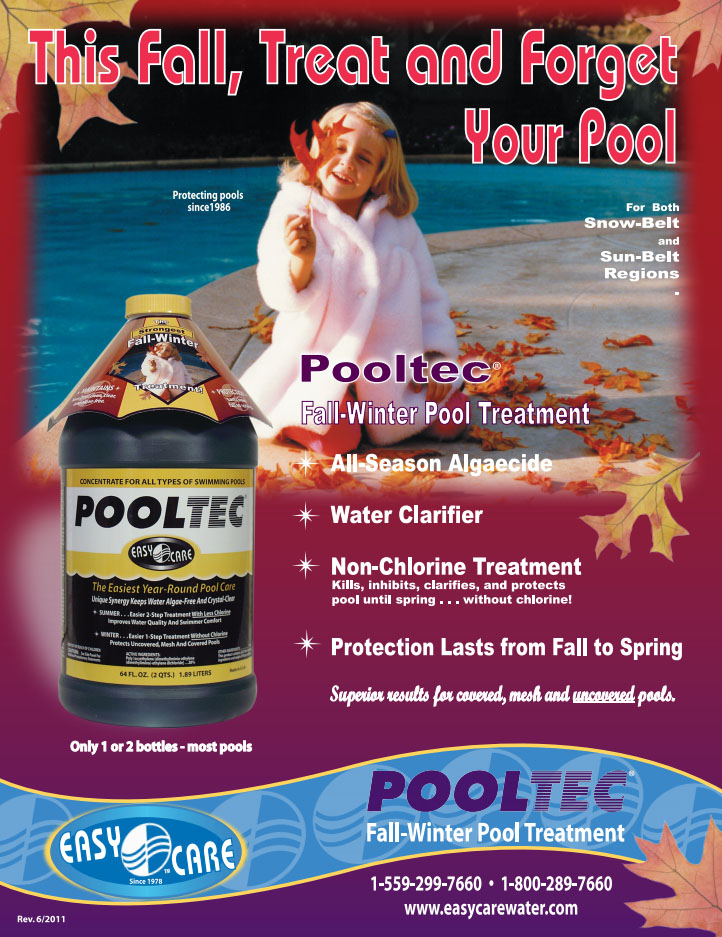 This Fall, Treat and Forget
Your Pool
Protecting pools
since1986
For Both
Snow-Belt
and
Sun-Belt
Regions
-
Strongest
Fall-Winter
Treatment!
Pooltec®
Fall-Winter Pool Treatment
All-Season Algaecide
Water Clarifier
Non-Chlorine Treatment
Kills, inhibits, clarifies, and protects
pool until spring . . . without chlorine!
Protection Lasts from Fall to Spring
Superior results for covered, mesh and uncovered pools.
CONCENTRATE FOR ALL TYPES OF SWIMMING POOLS
POOLTEC
EASY CARE
The Easiest Year-Round Pool Care
Unique Synergy Keeps Water Algae-Free And Crystal-Clear
SUMMER . . . Easier 2-Step Treatment With Less Chlorine
Improves Water Quality And Swimmer Comfort
WINTER . . . Easier 1-Step Treatment Without Chlorine
Protects Uncovered, Mesh And Covered Pools
ACTIVE INGREDIENTS:
64 FL. OZ. (2 QTS.) 1.89 LITERS
Only 1 or 2 bottles - most pools
POOLTEC®
Fall-Winter Pool Treatment
EASY CARE
TM
Since 1978
1-559-299-7660 • 1-800-289-7660
www.easycarewater.com
Rev. 6/2011